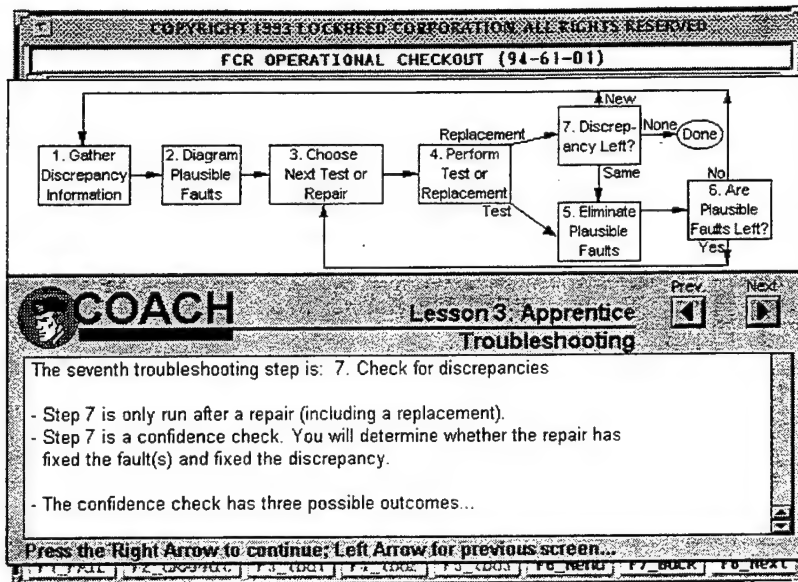 COPYRIGHT 1993 LOCKHEED CORPORATION ALL RIGHTS RESERVED
FCR OPERATIONAL CHECKOUT (94-61-01)
1. Gather
Discrepancy
Information
2. Diagram
Plausible
Faults
3. Choose
Next Test or
Repair
4. Perform
Test or
Replacement
Replacement
Test
New
7. Discrep-
ancy Left?
None
Done
Same
5. Eliminate
Plausible
Faults
No
6. Are
Plausible
Faults Left?
Yes
COACH
Lesson 3: Apprentice
Troubleshooting
Prev.
Next
The seventh troubleshooting step is: 7. Check for discrepancies
- Step 7 is only run after a repair (including a replacement).
- Step 7 is a confidence check. You will determine whether the repair has
fixed the fault(s) and fixed the discrepancy.
- The confidence check has three possible outcomes...
Press the Right Arrow to continue; Left Arrow for previous screen...
F6_Menu F7_Back F8_Next